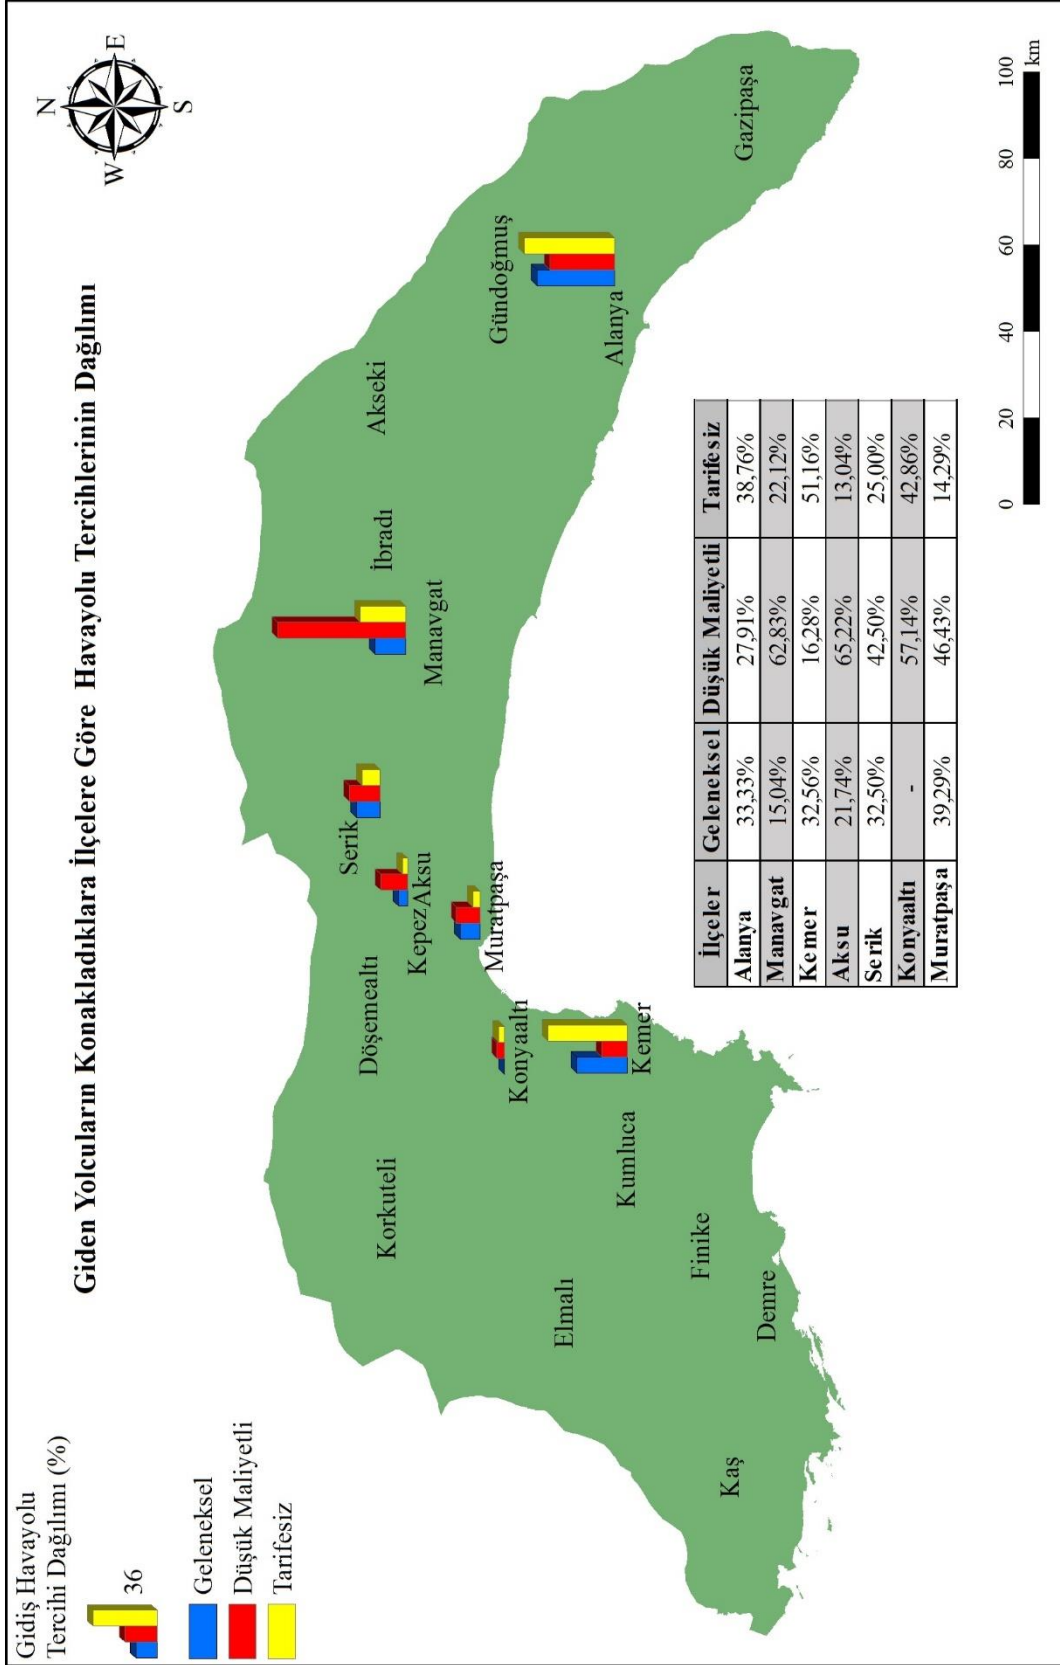 Giden Yolcuların Konakladıklara İlçelere Göre Havayolu Tercihlerinin Dağılımı
Gidiş Havayolu
Tercihi Dağılımı (%)
36
Geleneksel
Düşük Maliyetli
Tarifesiz
N
W
E
S
Akseki
İbradı
Gündoğmuş
Manavgat
Serik
Döşemealtı
Kepez
Aksu
Korkuteli
Muratpaşa
Konyaaltı
Elmalı
Alanya
Kemer
Kumluca
Finike
Gazipaşa
Kaş
Demre
İlçeler Geleneksel Düşük Maliyetli Tarifesiz
Alanya 33,33% 27,91% 38,76%
Manavgat 15,04% 62,83% 22,12%
Kemer 32,56% 16,28% 51,16%
Aksu 21,74% 65,22% 13,04%
Serik 32,50% 42,50% 25,00%
Konyaaltı - 57,14% 42,86%
Muratpaşa 39,29% 46,43% 14,29%
0 20 40 60 80 100
km